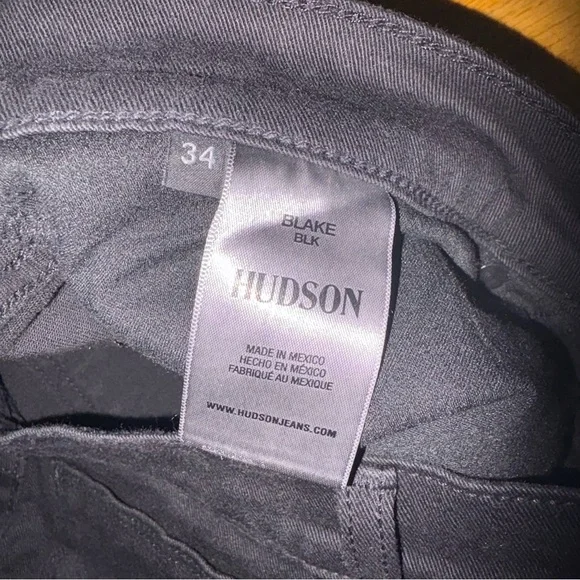 34
BLAKE
BLK
HUDSON
MADE IN MEXICO
HECHO EN MÉXICO
FABRIQUÉ AU MEXIQUE
WWW.HUDSONJEANS.COM